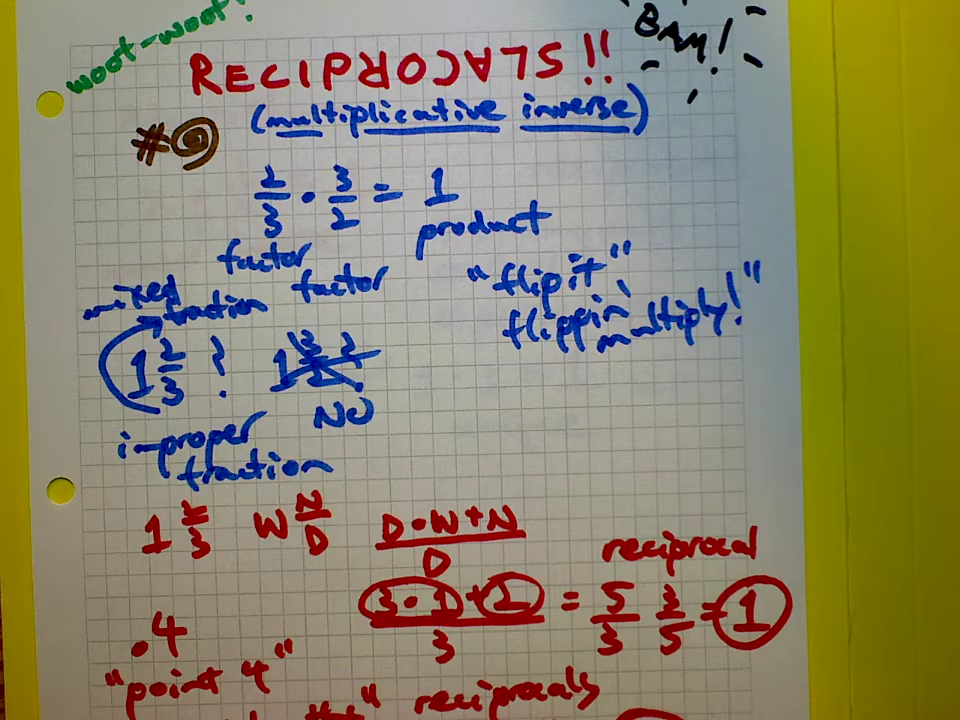 woot-woot!
BAM!
RECIPROCALS!!
(multiplicative inverse)
#9
2/3 · 3/2 = 1
factor factor product
"flip it"
flippin' multiply!"
mixed fraction
1 2/3 ?
NO
improper fraction
1 2/3 W N/D (D·W+N)/D
reciprocal
(3·1+2)/3 = 5/3 3/5 = 1
.4
"point 4"
reciprocals